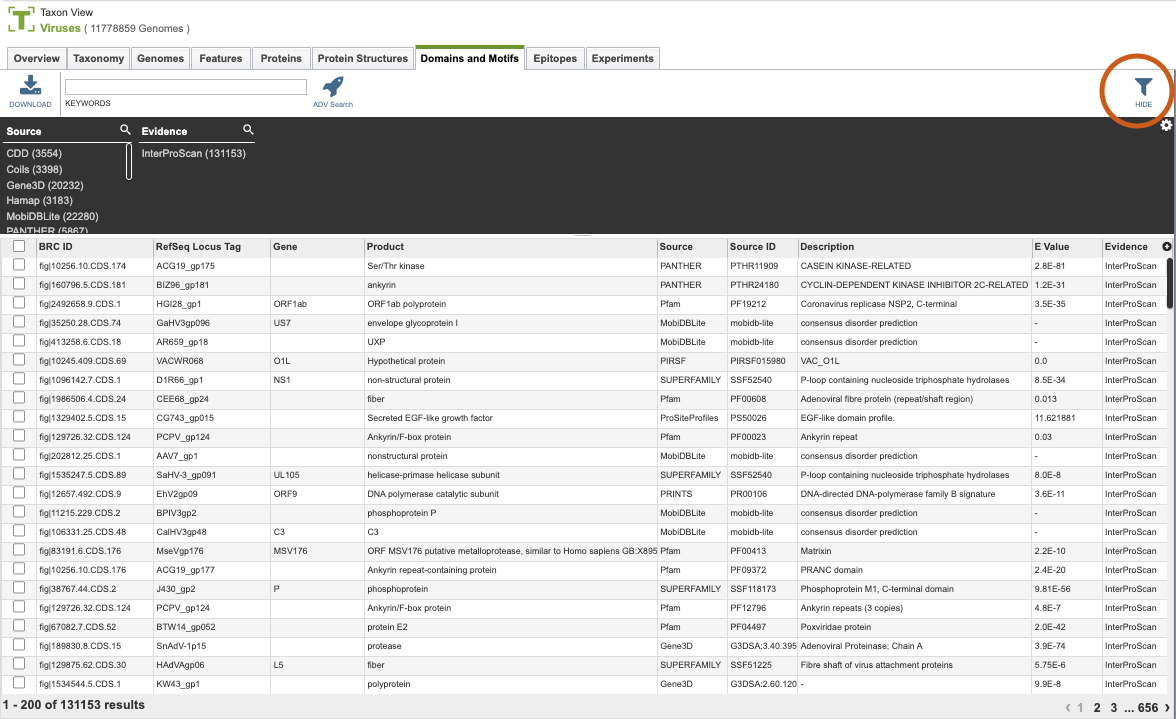 Taxon View
Viruses ( 11778859 Genomes )
Overview Taxonomy Genomes Features Proteins Protein Structures Domains and Motifs Epitopes Experiments
DOWNLOAD KEYWORDS ADV Search HIDE
Source Evidence
CDD (3554) InterProScan (131153)
Coils (3398)
Gene3D (20232)
Hamap (3183)
MobiDBLite (22280)
PANTHER (5867)
BRC ID RefSeq Locus Tag Gene Product Source Source ID Description E Value Evidence
fig|10256.10.CDS.174 ACG19_gp175 Ser/Thr kinase PANTHER PTHR11909 CASEIN KINASE-RELATED 2.8E-81 InterProScan
fig|160796.5.CDS.181 BIZ96_gp181 ankyrin PANTHER PTHR24180 CYCLIN-DEPENDENT KINASE INHIBITOR 2C-RELATED 1.2E-31 InterProScan
fig|2492658.9.CDS.1 HGI28_gp1 ORF1ab ORF1ab polyprotein Pfam PF19212 Coronavirus replicase NSP2, C-terminal 3.5E-35 InterProScan
fig|35250.28.CDS.74 GaHV3gp096 US7 envelope glycoprotein I MobiDBLite mobidb-lite consensus disorder prediction - InterProScan
fig|413258.6.CDS.18 AR659_gp18 UXP MobiDBLite mobidb-lite consensus disorder prediction - InterProScan
fig|10245.409.CDS.69 VACWR068 O1L Hypothetical protein PIRSF PIRSF015980 VAC_O1L 0.0 InterProScan
fig|1096142.7.CDS.1 D1R66_gp1 NS1 non-structural protein SUPERFAMILY SSF52540 P-loop containing nucleoside triphosphate hydrolases 8.5E-34 InterProScan
fig|1986506.4.CDS.24 CEE68_gp24 fiber Pfam PF00608 Adenoviral fibre protein (repeat/shaft region) 0.013 InterProScan
fig|1329402.5.CDS.15 CG743_gp015 Secreted EGF-like growth factor ProSiteProfiles PS50026 EGF-like domain profile. 11.621881 InterProScan
fig|129726.32.CDS.124 PCPV_gp124 Ankyrin/F-box protein Pfam PF00023 Ankyrin repeat 0.03 InterProScan
fig|202812.25.CDS.1 AAV7_gp1 nonstructural protein MobiDBLite mobidb-lite consensus disorder prediction - InterProScan
fig|1535247.5.CDS.89 SaHV-3_gp091 UL105 helicase-primase helicase subunit SUPERFAMILY SSF52540 P-loop containing nucleoside triphosphate hydrolases 8.0E-8 InterProScan
fig|12657.492.CDS.9 EhV2gp09 ORF9 DNA polymerase catalytic subunit PRINTS PR00106 DNA-directed DNA-polymerase family B signature 3.6E-11 InterProScan
fig|11215.229.CDS.2 BPIV3gp2 phosphoprotein P MobiDBLite mobidb-lite consensus disorder prediction - InterProScan
fig|106331.25.CDS.48 CalHV3gp48 C3 C3 MobiDBLite mobidb-lite consensus disorder prediction - InterProScan
fig|83191.6.CDS.176 MseVgp176 MSV176 ORF MSV176 putative metalloprotease, similar to Homo sapiens GB:X895 Pfam PF00413 Matrixin 2.2E-10 InterProScan
fig|10256.10.CDS.176 ACG19_gp177 Ankyrin repeat-containing protein Pfam PF09372 PRANC domain 2.4E-20 InterProScan
fig|38767.44.CDS.2 J430_gp2 P phosphoprotein SUPERFAMILY SSF118173 Phosphoprotein M1, C-terminal domain 9.81E-56 InterProScan
fig|129726.32.CDS.124 PCPV_gp124 Ankyrin/F-box protein Pfam PF12796 Ankyrin repeats (3 copies) 4.8E-7 InterProScan
fig|67082.7.CDS.52 BTW14_gp052 protein E2 Pfam PF04497 Poxviridae protein 2.0E-42 InterProScan
fig|189830.8.CDS.15 SnAdV-1p15 protease Gene3D G3DSA:3.40.395 Adenoviral Proteinase; Chain A 3.9E-74 InterProScan
fig|129875.62.CDS.30 HAdVAgp06 L5 fiber SUPERFAMILY SSF51225 Fibre shaft of virus attachment proteins 5.75E-6 InterProScan
fig|1534544.5.CDS.1 KW43_gp1 polyprotein Gene3D G3DSA:2.60.120 - 9.9E-8 InterProScan
1 - 200 of 131153 results ‹ 1 2 3 ... 656 ›